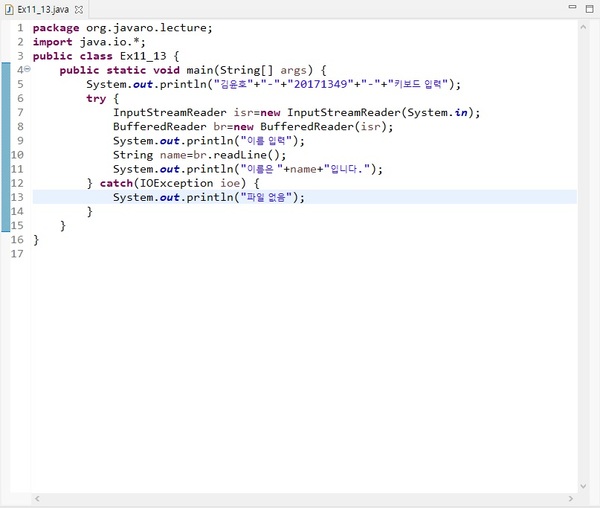 Ex11_13.java
1 package org.javaro.lecture;
2 import java.io.*;
3 public class Ex11_13 {
4 public static void main(String[] args) {
5 System.out.println("김윤호"+"-"+"20171349"+"-"+"키보드 입력");
6 try {
7 InputStreamReader isr=new InputStreamReader(System.in);
8 BufferedReader br=new BufferedReader(isr);
9 System.out.println("이름 입력");
10 String name=br.readLine();
11 System.out.println("이름은 "+name+"입니다.");
12 } catch(IOException ioe) {
13 System.out.println("파일 없음");
14 }
15 }
16 }
17